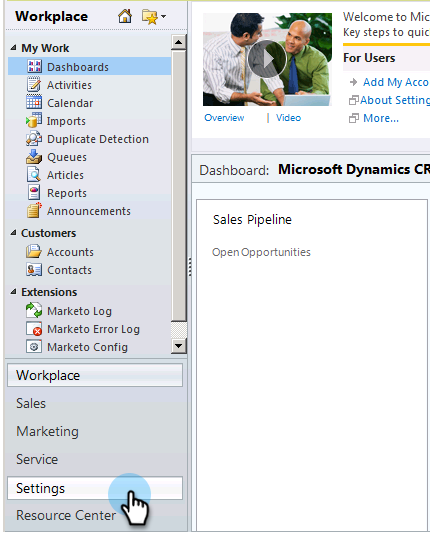 Workplace
My Work
Dashboards
Activities
Calendar
Imports
Duplicate Detection
Queues
Articles
Reports
Announcements
Customers
Accounts
Contacts
Extensions
Marketo Log
Marketo Error Log
Marketo Config
Workplace
Sales
Marketing
Service
Settings
Resource Center
Welcome to Mic
Key steps to quic
For Users
Add My Acco
About Setting
More...
Overview | Video
Dashboard: Microsoft Dynamics CR
Sales Pipeline
Open Opportunities